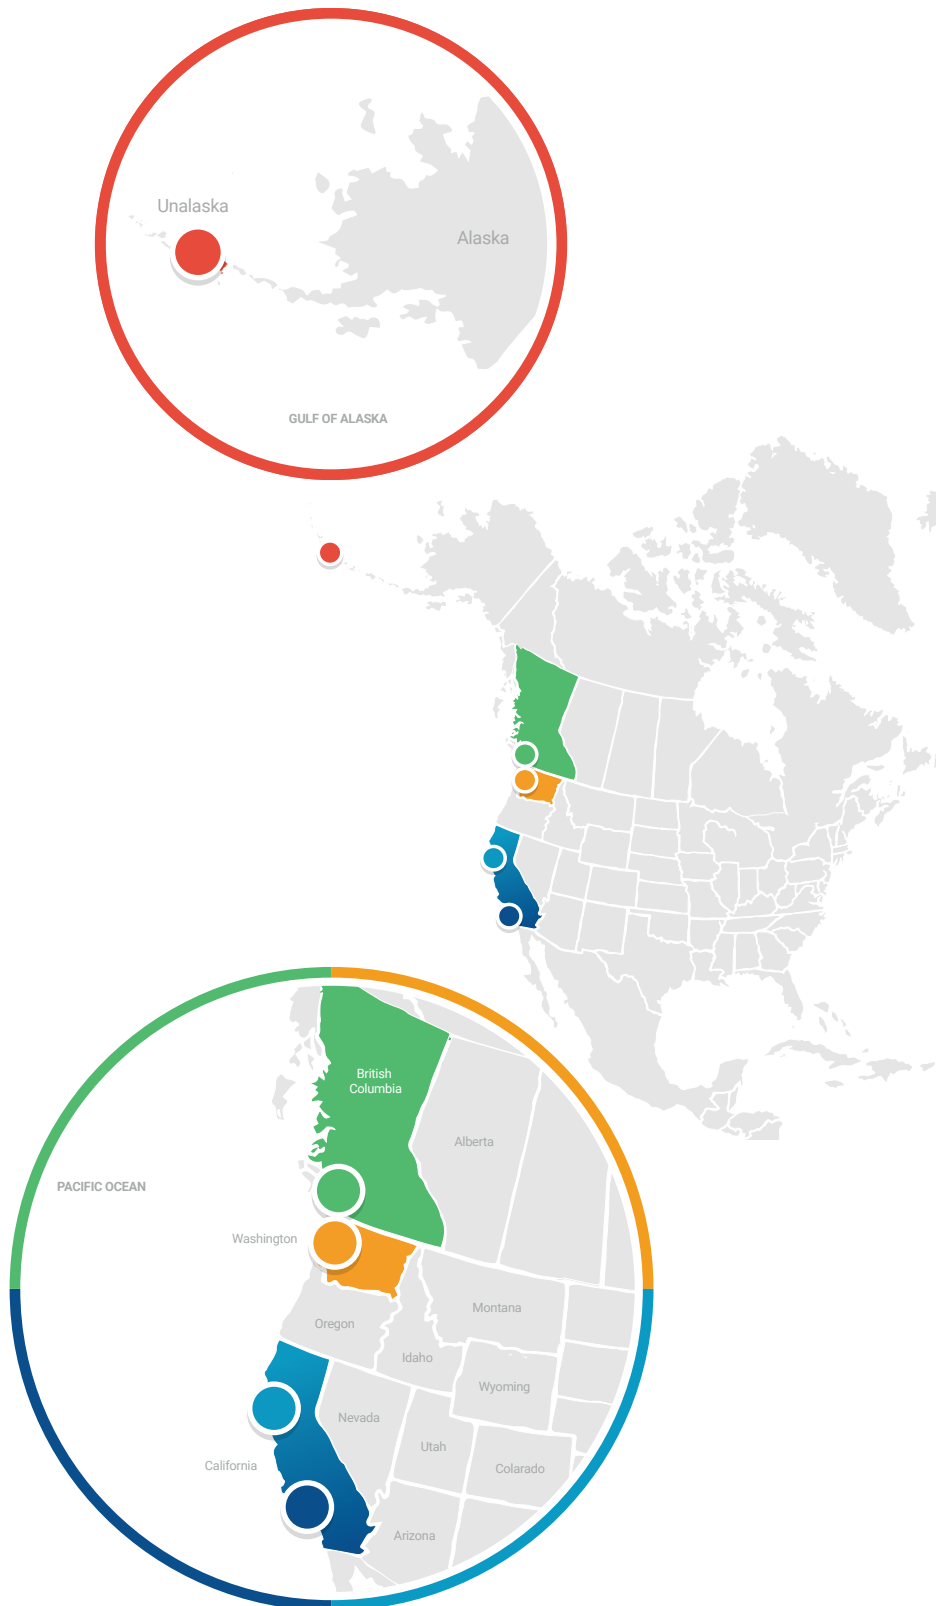 Unalaska
Alaska
GULF OF ALASKA
British
Columbia
Alberta
PACIFIC OCEAN
Washington
Montana
Oregon
Idaho
Wyoming
Nevada
Utah
California
Colarado
Arizona